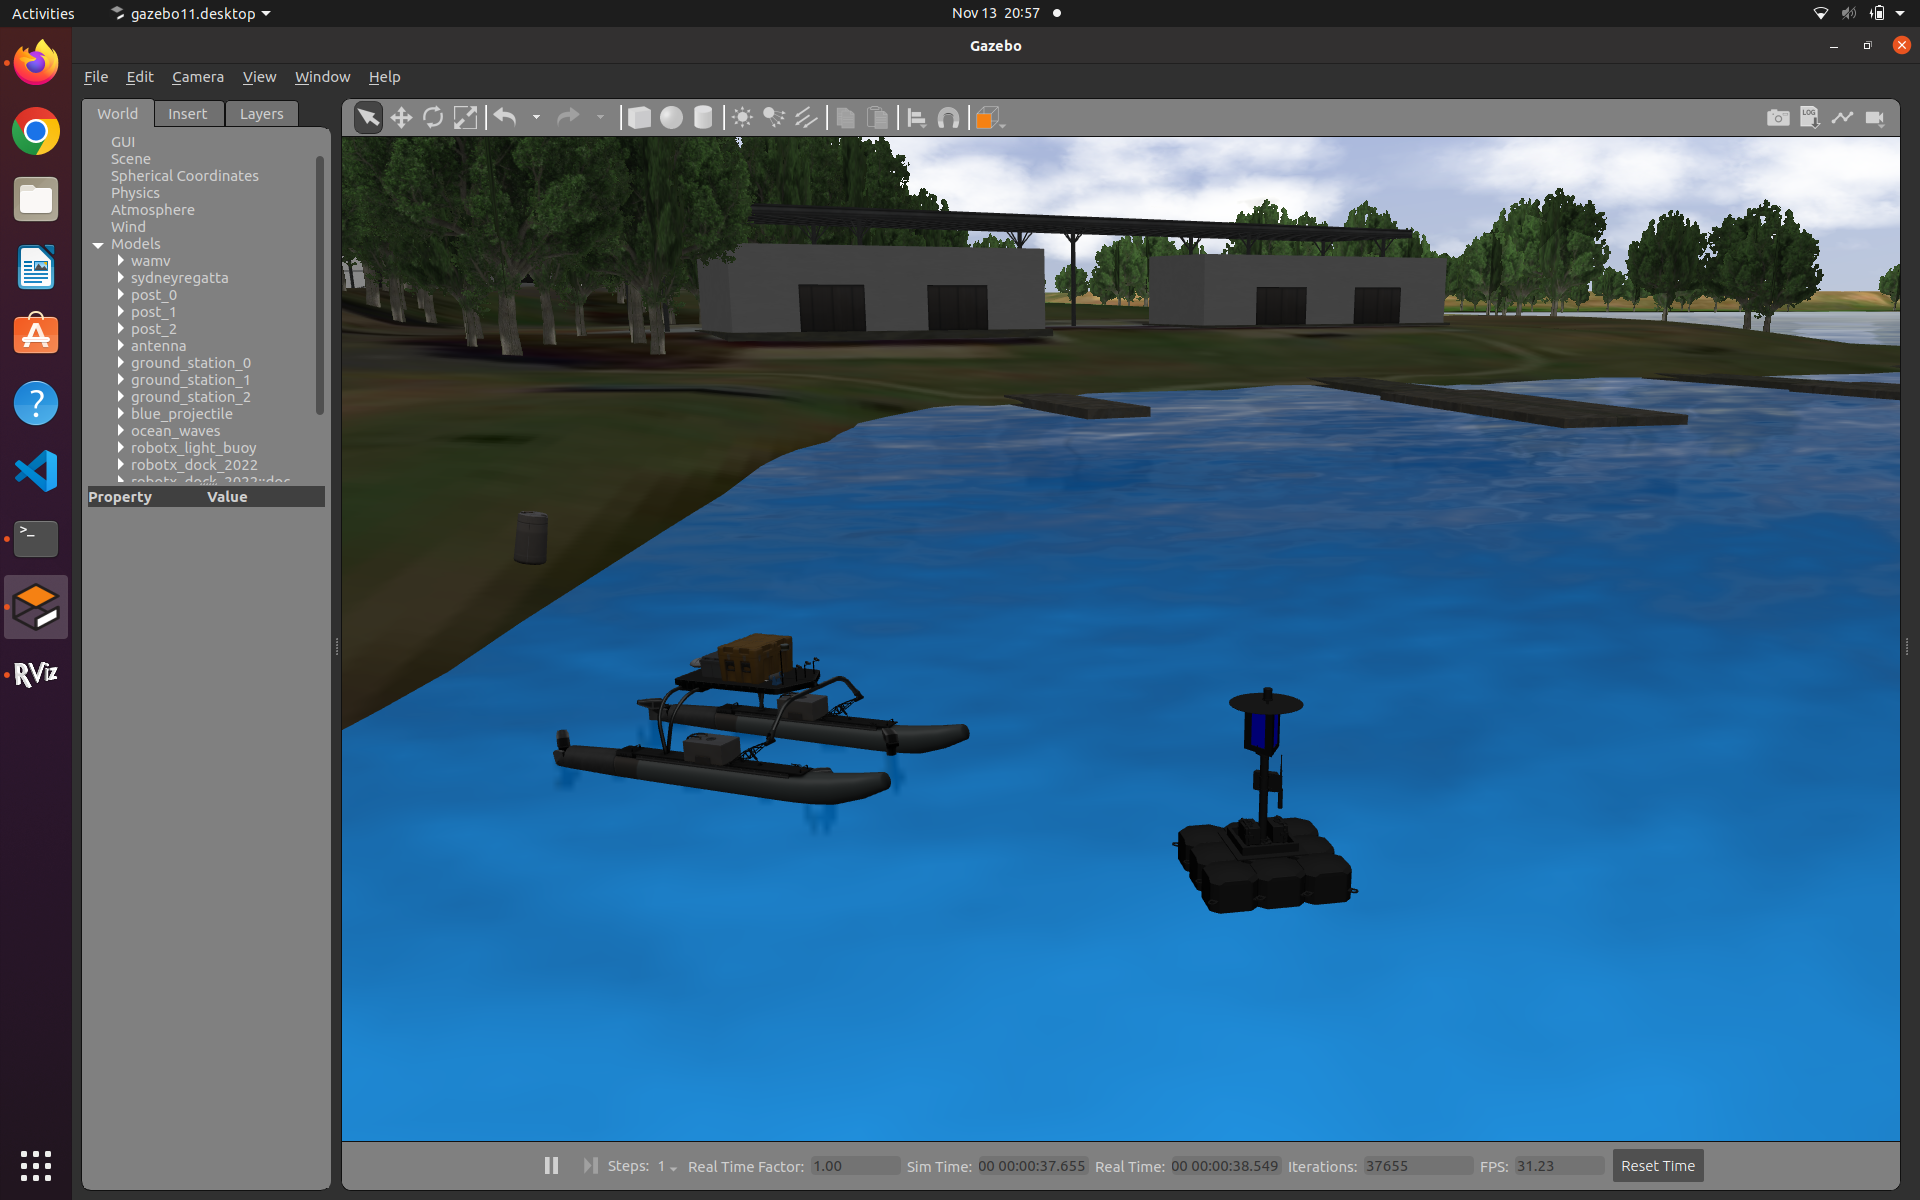 Activities gazebo11.desktop Nov 13 20:57
Gazebo
File Edit Camera View Window Help
World Insert Layers
LOG
GUI
Scene
Spherical Coordinates
Physics
Atmosphere
Wind
Models
wamv
sydneyregatta
post_0
post_1
post_2
antenna
ground_station_0
ground_station_1
ground_station_2
blue_projectile
ocean_waves
robotx_light_buoy
robotx_dock_2022
robotx_dock_2022::doc
Property Value
RViz
Steps: 1 Real Time Factor: 1.00 Sim Time: 00 00:00:37.655 Real Time: 00 00:00:38.549 Iterations: 37655 FPS: 31.23 Reset Time